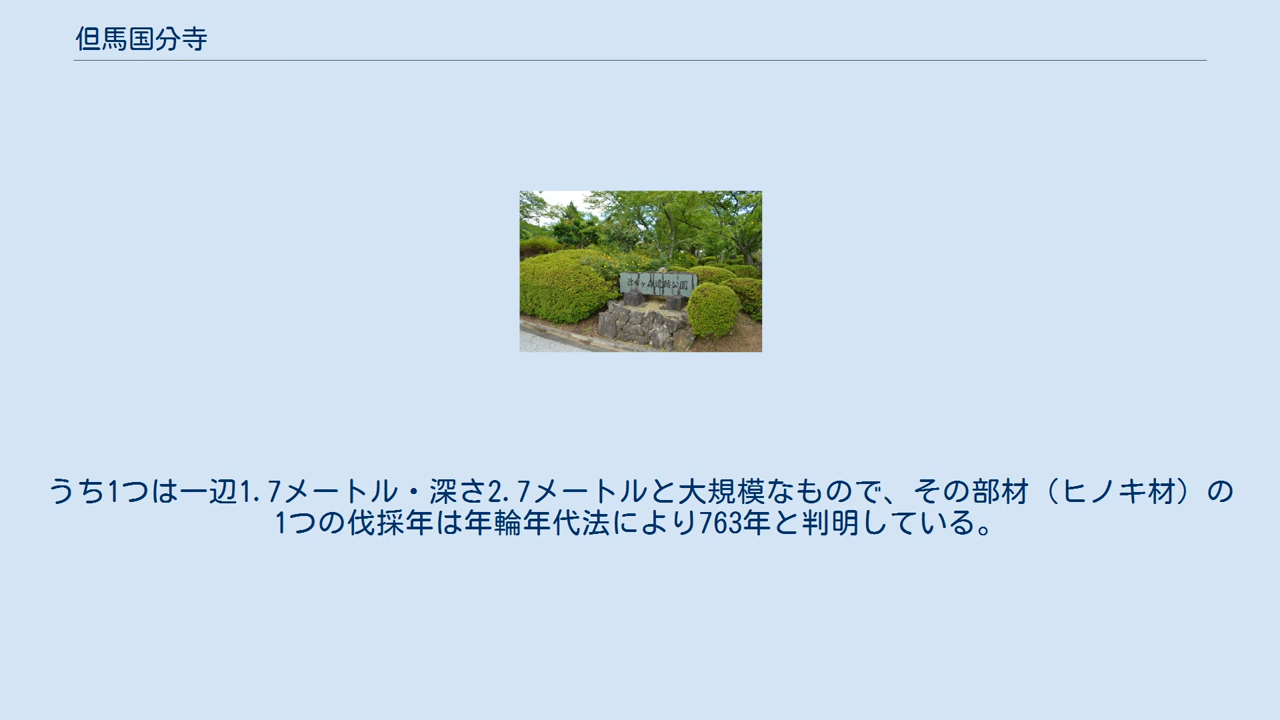 但馬国分寺
うち1つは一辺1.7メートル・深さ2.7メートルと大規模なもので、その部材（ヒノキ材）の
1つの伐採年は年輪年代法により763年と判明している。